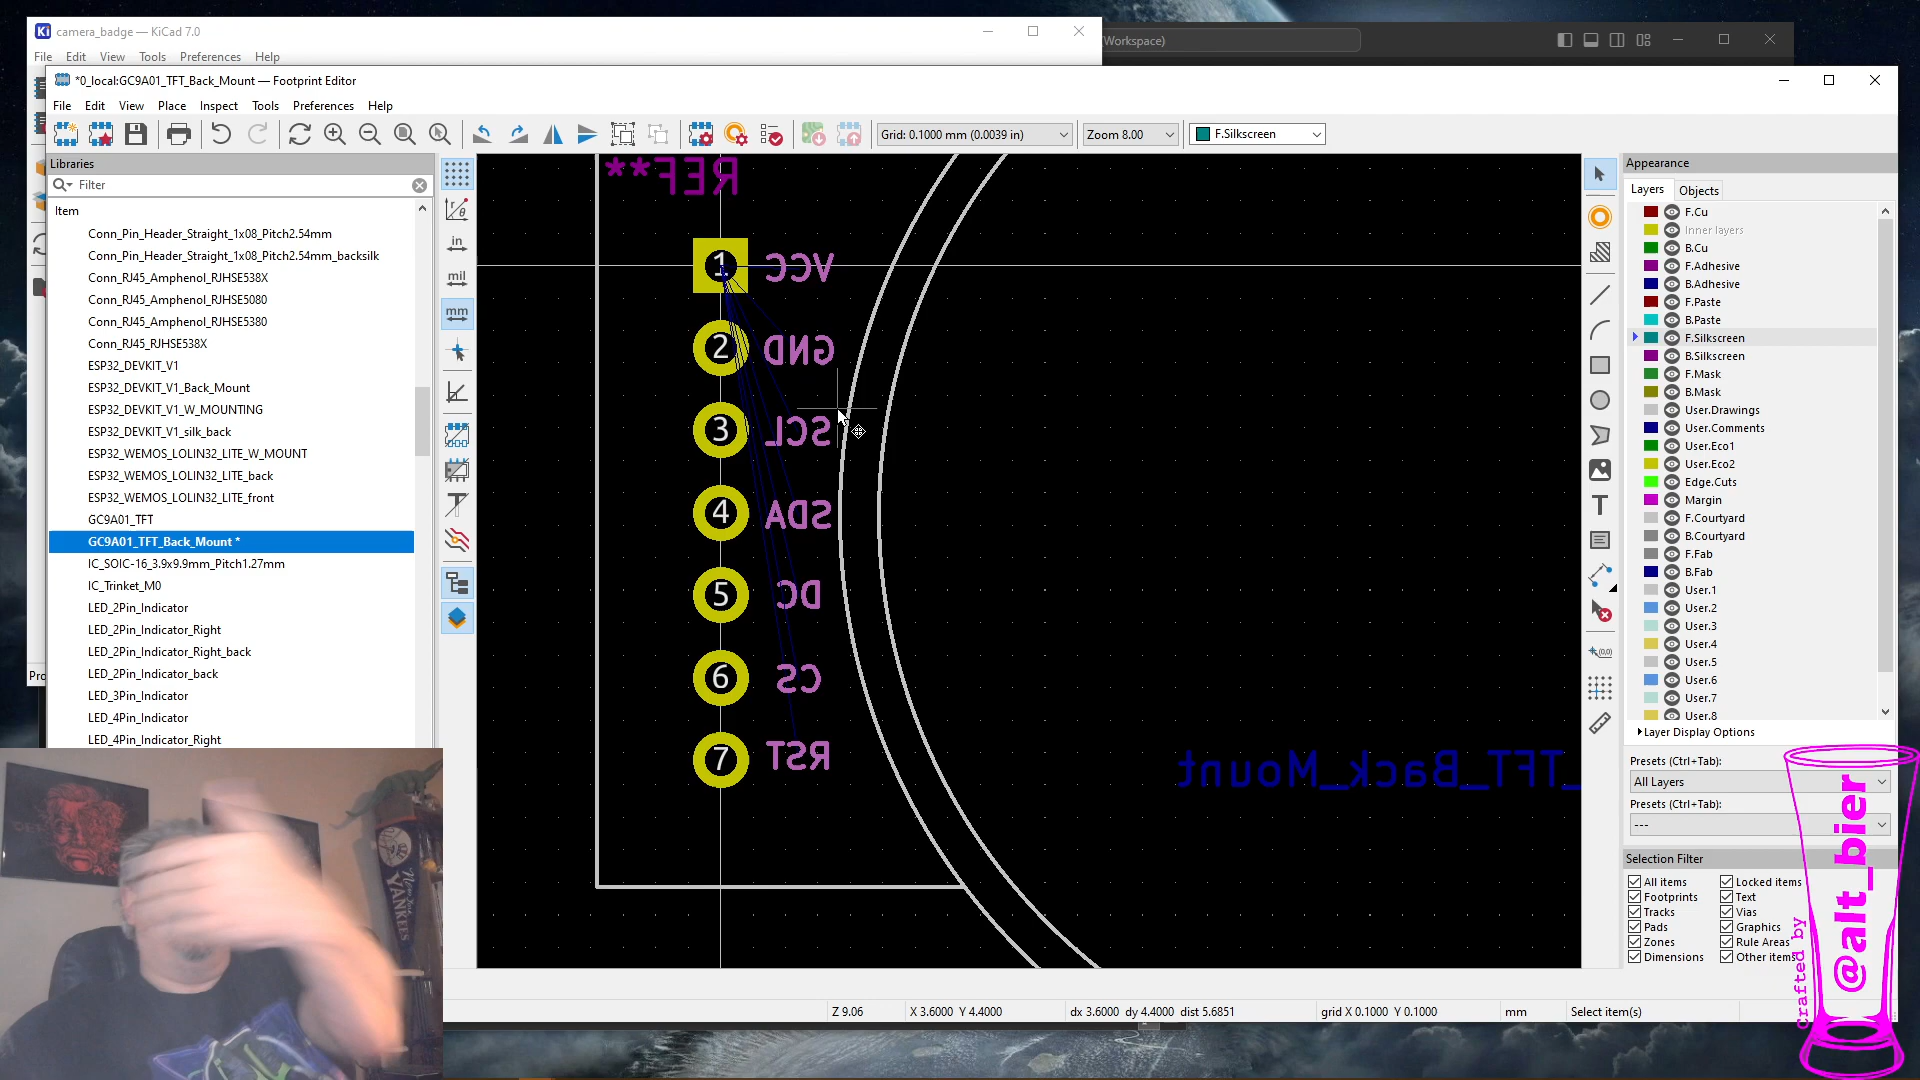 camera_badge — KiCad 7.0
(Workspace)
File Edit View Tools Preferences Help
*0_local:GC9A01_TFT_Back_Mount — Footprint Editor
File Edit View Place Inspect Tools Preferences Help
Grid: 0.1000 mm (0.0039 in)
Zoom 8.00
F.Silkscreen
Libraries
Filter
Item
Conn_Pin_Header_Straight_1x08_Pitch2.54mm
Conn_Pin_Header_Straight_1x08_Pitch2.54mm_backsilk
Conn_RJ45_Amphenol_RJHSE538X
Conn_RJ45_Amphenol_RJHSE5080
Conn_RJ45_Amphenol_RJHSE5380
Conn_RJ45_RJHSE538X
ESP32_DEVKIT_V1
ESP32_DEVKIT_V1_Back_Mount
ESP32_DEVKIT_V1_W_MOUNTING
ESP32_DEVKIT_V1_silk_back
ESP32_WEMOS_LOLIN32_LITE_W_MOUNT
ESP32_WEMOS_LOLIN32_LITE_back
ESP32_WEMOS_LOLIN32_LITE_front
GC9A01_TFT
GC9A01_TFT_Back_Mount *
IC_SOIC-16_3.9x9.9mm_Pitch1.27mm
IC_Trinket_M0
LED_2Pin_Indicator
LED_2Pin_Indicator_Right
LED_2Pin_Indicator_Right_back
LED_2Pin_Indicator_back
LED_3Pin_Indicator
LED_4Pin_Indicator
LED_4Pin_Indicator_Right
in
mil
mm
REF**
1 VCC
2 GND
3 SCL
4 SDA
5 DC
6 CS
7 RST
_TFT_Back_Mount
T
(0,0)
Appearance
Layers Objects
F.Cu
Inner layers
B.Cu
F.Adhesive
B.Adhesive
F.Paste
B.Paste
F.Silkscreen
B.Silkscreen
F.Mask
B.Mask
User.Drawings
User.Comments
User.Eco1
User.Eco2
Edge.Cuts
Margin
F.Courtyard
B.Courtyard
F.Fab
B.Fab
User.1
User.2
User.3
User.4
User.5
User.6
User.7
User.8
Layer Display Options
Presets (Ctrl+Tab):
All Layers
Presets (Ctrl+Tab):
---
Selection Filter
All items Locked items
Footprints Text
Tracks Vias
Pads Graphics
Zones Rule Areas
Dimensions Other items
Z 9.06
X 3.6000 Y 4.4000
dx 3.6000 dy 4.4000 dist 5.6851
grid X 0.1000 Y 0.1000
mm
Select item(s)
Crafted by
@alt_bier
YANKEES